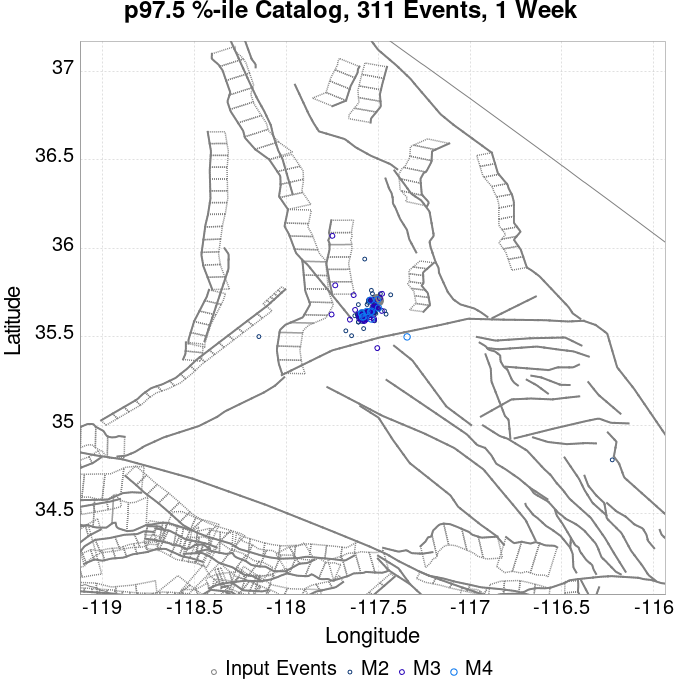 p97.5 %-ile Catalog, 311 Events, 1 Week
37
36.5
36
35.5
35
34.5
Latitude
-119 -118.5 -118 -117.5 -117 -116.5 -116
Longitude
Input Events M2 M3 M4